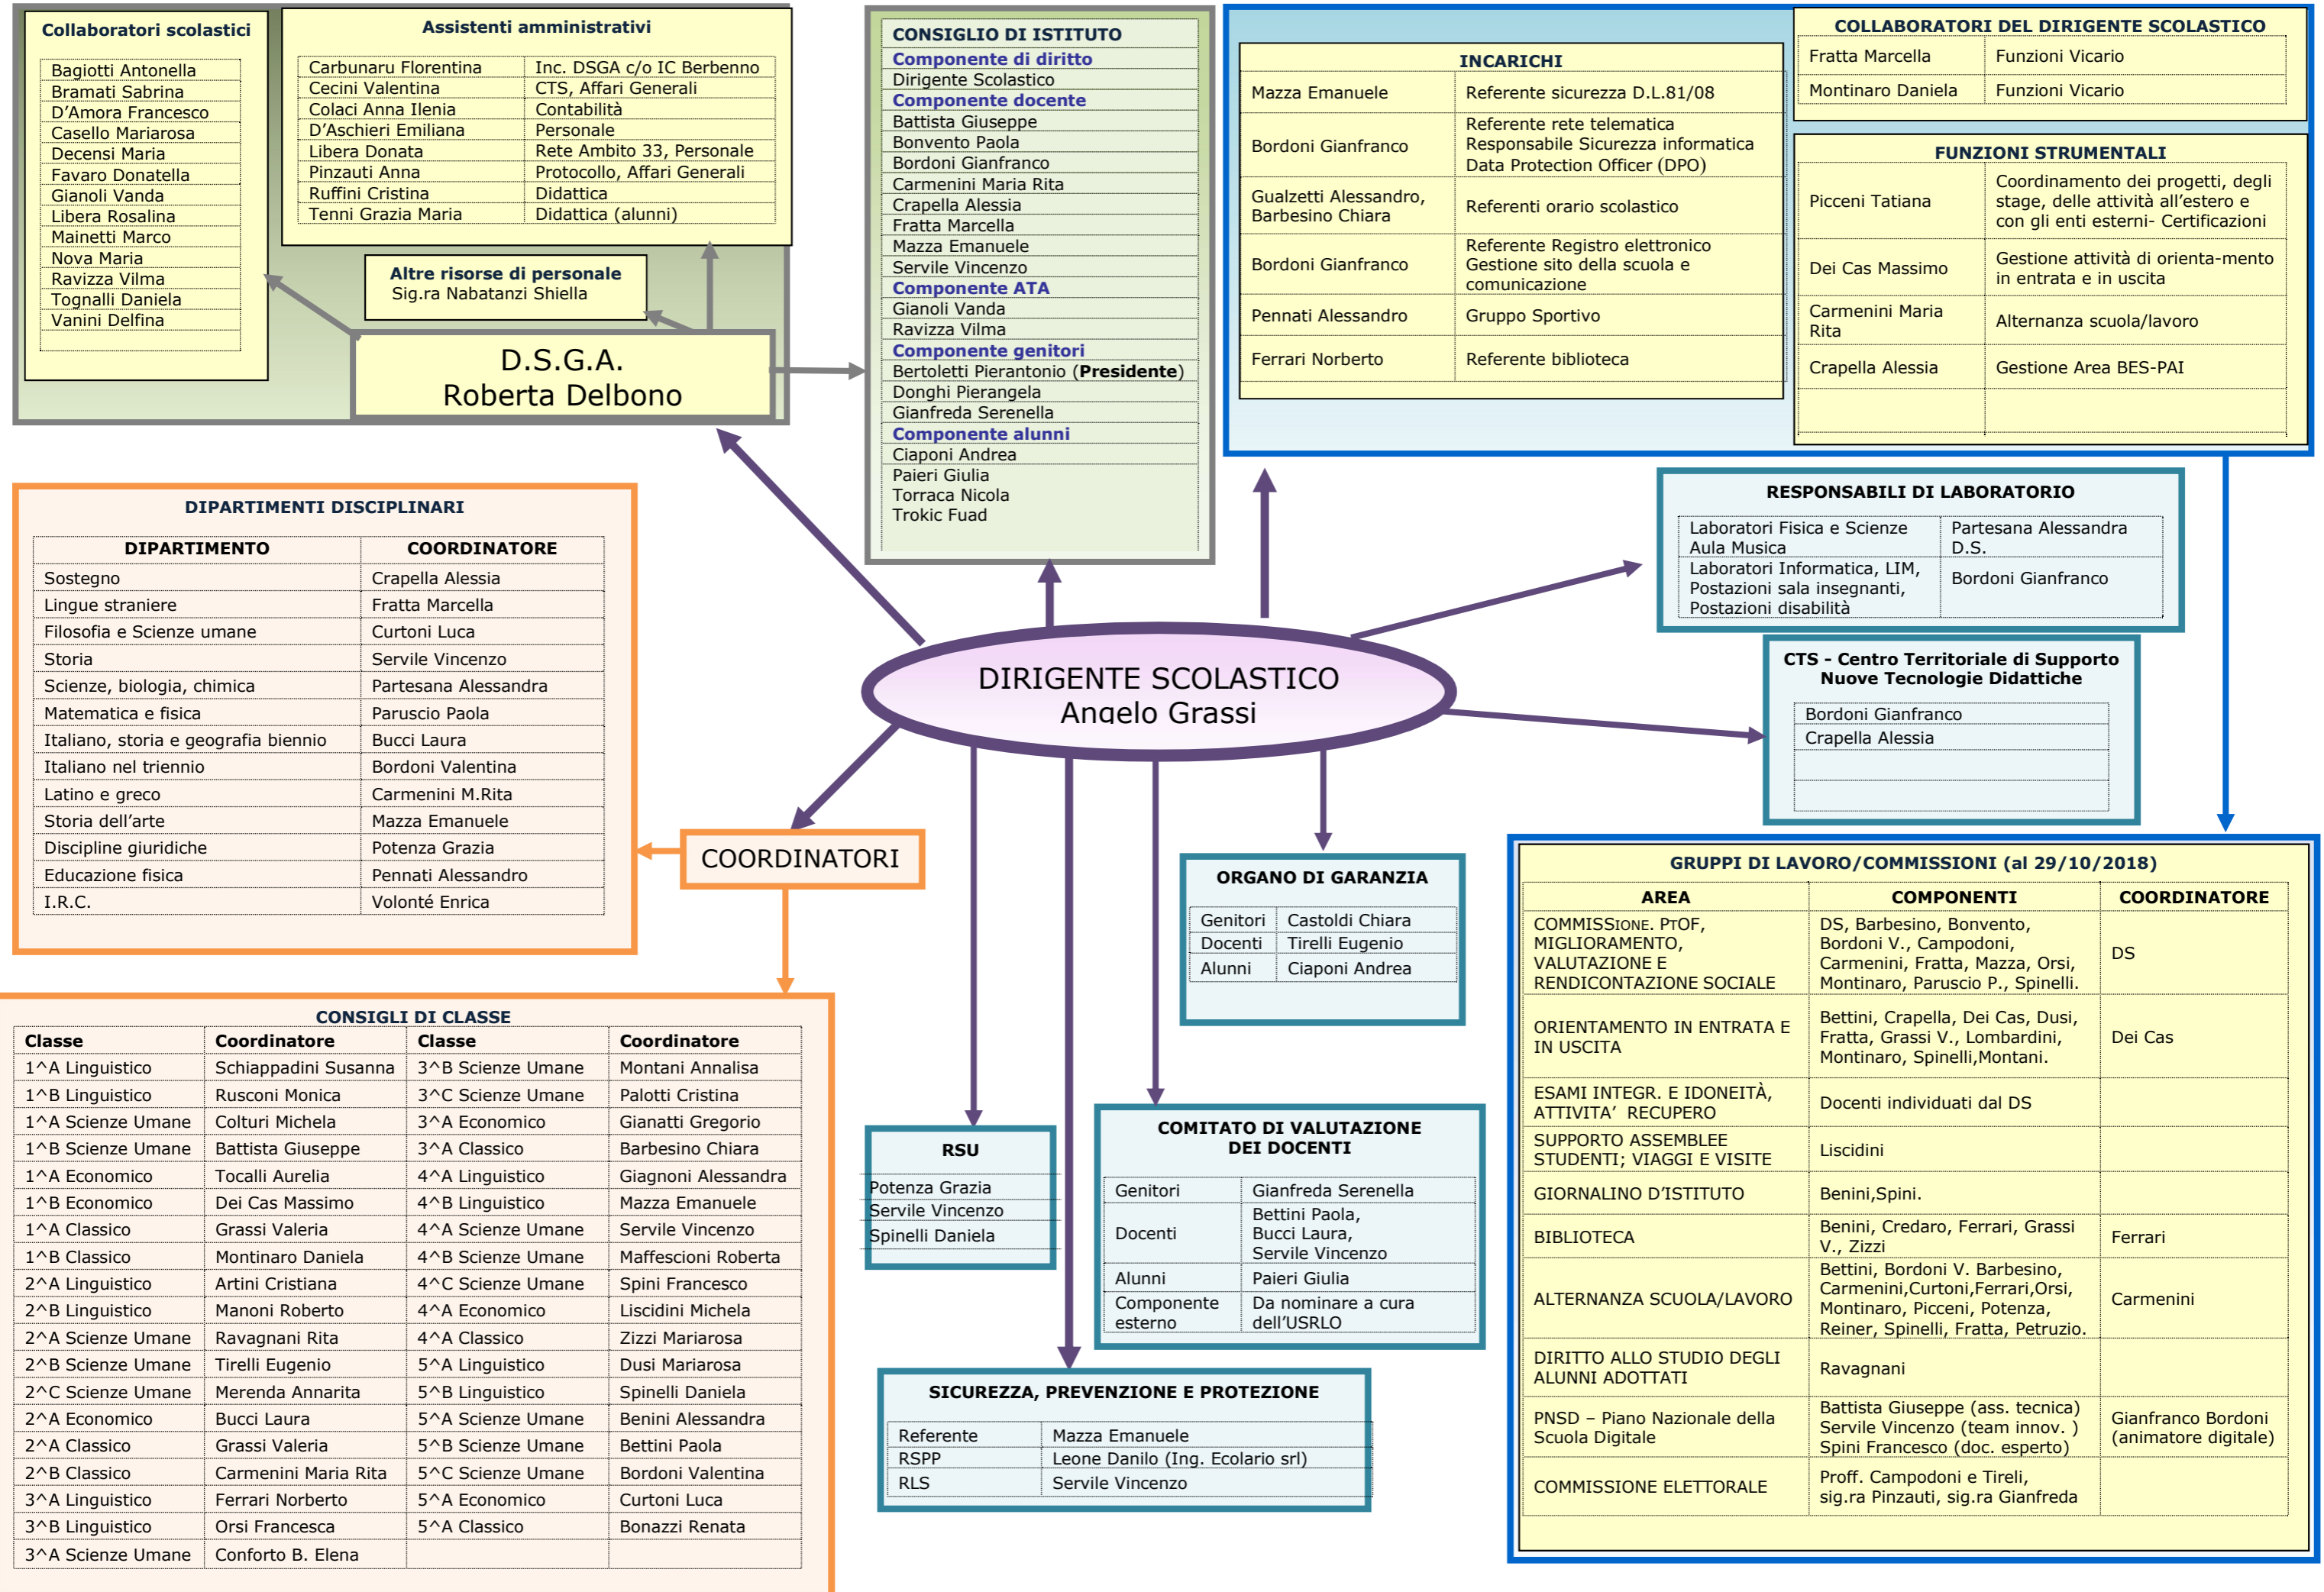 Collaboratori scolastici
Bagiotti Antonella
Bramati Sabrina
D'Amora Francesco
Casello Mariarosa
Decensi Maria
Favaro Donatella
Gianoli Vanda
Libera Rosalina
Mainetti Marco
Nova Maria
Ravizza Vilma
Tognalli Daniela
Vanini Delfina
Assistenti amministrativi
Carbunaru Florentina Inc. DSGA c/o IC Berbenno
Cecini Valentina CTS, Affari Generali
Colaci Anna Ilenia Contabilità
D'Aschieri Emiliana Personale
Libera Donata Rete Ambito 33, Personale
Pinzauti Anna Protocollo, Affari Generali
Ruffini Cristina Didattica
Tenni Grazia Maria Didattica (alunni)
Altre risorse di personale
Sig.ra Nabatanzi Shiella
D.S.G.A.
Roberta Delbono
CONSIGLIO DI ISTITUTO
Componente di diritto
Dirigente Scolastico
Componente docente
Battista Giuseppe
Bonvento Paola
Bordoni Gianfranco
Carmenini Maria Rita
Crapella Alessia
Fratta Marcella
Mazza Emanuele
Servile Vincenzo
Componente ATA
Gianoli Vanda
Ravizza Vilma
Componente genitori
Bertoletti Pierantonio (Presidente)
Donghi Pierangela
Gianfreda Serenella
Componente alunni
Ciaponi Andrea
Paieri Giulia
Torraca Nicola
Trokic Fuad
INCARICHI
Mazza Emanuele Referente sicurezza D.L.81/08
Bordoni Gianfranco Referente rete telematica
Responsabile Sicurezza informatica
Data Protection Officer (DPO)
Gualzetti Alessandro,
Barbesino Chiara Referenti orario scolastico
Bordoni Gianfranco Referente Registro elettronico
Gestione sito della scuola e
comunicazione
Pennati Alessandro Gruppo Sportivo
Ferrari Norberto Referente biblioteca
COLLABORATORI DEL DIRIGENTE SCOLASTICO
Fratta Marcella Funzioni Vicario
Montinaro Daniela Funzioni Vicario
FUNZIONI STRUMENTALI
Picceni Tatiana Coordinamento dei progetti, degli
stage, delle attività all'estero e
con gli enti esterni- Certificazioni
Dei Cas Massimo Gestione attività di orienta-mento
in entrata e in uscita
Carmenini Maria
Rita Alternanza scuola/lavoro
Crapella Alessia Gestione Area BES-PAI
RESPONSABILI DI LABORATORIO
Laboratori Fisica e Scienze Partesana Alessandra
Aula Musica D.S.
Laboratori Informatica, LIM,
Postazioni sala insegnanti, Bordoni Gianfranco
Postazioni disabilità
DIRIGENTE SCOLASTICO
Angelo Grassi
CTS - Centro Territoriale di Supporto
Nuove Tecnologie Didattiche
Bordoni Gianfranco
Crapella Alessia
DIPARTIMENTI DISCIPLINARI
DIPARTIMENTO COORDINATORE
Sostegno Crapella Alessia
Lingue straniere Fratta Marcella
Filosofia e Scienze umane Curtoni Luca
Storia Servile Vincenzo
Scienze, biologia, chimica Partesana Alessandra
Matematica e fisica Paruscio Paola
Italiano, storia e geografia biennio Bucci Laura
Italiano nel triennio Bordoni Valentina
Latino e greco Carmenini M.Rita
Storia dell'arte Mazza Emanuele
Discipline giuridiche Potenza Grazia
Educazione fisica Pennati Alessandro
I.R.C. Volonté Enrica
COORDINATORI
CONSIGLI DI CLASSE
Classe Coordinatore Classe Coordinatore
1^A Linguistico Schiappadini Susanna 3^B Scienze Umane Montani Annalisa
1^B Linguistico Rusconi Monica 3^C Scienze Umane Palotti Cristina
1^A Scienze Umane Colturi Michela 3^A Economico Gianatti Gregorio
1^B Scienze Umane Battista Giuseppe 3^A Classico Barbesino Chiara
1^A Economico Tocalli Aurelia 4^A Linguistico Giagnoni Alessandra
1^B Economico Dei Cas Massimo 4^B Linguistico Mazza Emanuele
1^A Classico Grassi Valeria 4^A Scienze Umane Servile Vincenzo
1^B Classico Montinaro Daniela 4^B Scienze Umane Maffescioni Roberta
2^A Linguistico Artini Cristiana 4^C Scienze Umane Spini Francesco
2^B Linguistico Manoni Roberto 4^A Economico Liscidini Michela
2^A Scienze Umane Ravagnani Rita 4^A Classico Zizzi Mariarosa
2^B Scienze Umane Tirelli Eugenio 5^A Linguistico Dusi Mariarosa
2^C Scienze Umane Merenda Annarita 5^B Linguistico Spinelli Daniela
2^A Economico Bucci Laura 5^A Scienze Umane Benini Alessandra
2^A Classico Grassi Valeria 5^B Scienze Umane Bettini Paola
2^B Classico Carmenini Maria Rita 5^C Scienze Umane Bordoni Valentina
3^A Linguistico Ferrari Norberto 5^A Economico Curtoni Luca
3^B Linguistico Orsi Francesca 5^A Classico Bonazzi Renata
3^A Scienze Umane Conforto B. Elena
ORGANO DI GARANZIA
Genitori Castoldi Chiara
Docenti Tirelli Eugenio
Alunni Ciaponi Andrea
RSU
Potenza Grazia
Servile Vincenzo
Spinelli Daniela
COMITATO DI VALUTAZIONE
DEI DOCENTI
Genitori Gianfreda Serenella
Docenti Bettini Paola,
Bucci Laura,
Servile Vincenzo
Alunni Paieri Giulia
Componente Da nominare a cura
esterno dell'USRLO
SICUREZZA, PREVENZIONE E PROTEZIONE
Referente Mazza Emanuele
RSPP Leone Danilo (Ing. Ecolario srl)
RLS Servile Vincenzo
GRUPPI DI LAVORO/COMMISSIONI (al 29/10/2018)
AREA COMPONENTI COORDINATORE
COMMISSIONE. PTOF, DS, Barbesino, Bonvento,
MIGLIORAMENTO, Bordoni V., Campodoni,
VALUTAZIONE E Carmenini, Fratta, Mazza, Orsi, DS
RENDICONTAZIONE SOCIALE Montinaro, Paruscio P., Spinelli.
ORIENTAMENTO IN ENTRATA E Bettini, Crapella, Dei Cas, Dusi,
IN USCITA Fratta, Grassi V., Lombardini, Dei Cas
Montinaro, Spinelli,Montani.
ESAMI INTEGR. E IDONEITÀ,
ATTIVITA' RECUPERO Docenti individuati dal DS
SUPPORTO ASSEMBLEE
STUDENTI; VIAGGI E VISITE Liscidini
GIORNALINO D'ISTITUTO Benini,Spini.
BIBLIOTECA Benini, Credaro, Ferrari, Grassi Ferrari
V., Zizzi
ALTERNANZA SCUOLA/LAVORO Bettini, Bordoni V. Barbesino,
Carmenini,Curtoni,Ferrari,Orsi, Carmenini
Montinaro, Picceni, Potenza,
Reiner, Spinelli, Fratta, Petruzio.
DIRITTO ALLO STUDIO DEGLI
ALUNNI ADOTTATI Ravagnani
PNSD – Piano Nazionale della Battista Giuseppe (ass. tecnica) Gianfranco Bordoni
Scuola Digitale Servile Vincenzo (team innov. ) (animatore digitale)
Spini Francesco (doc. esperto)
COMMISSIONE ELETTORALE Proff. Campodoni e Tireli,
sig.ra Pinzauti, sig.ra Gianfreda